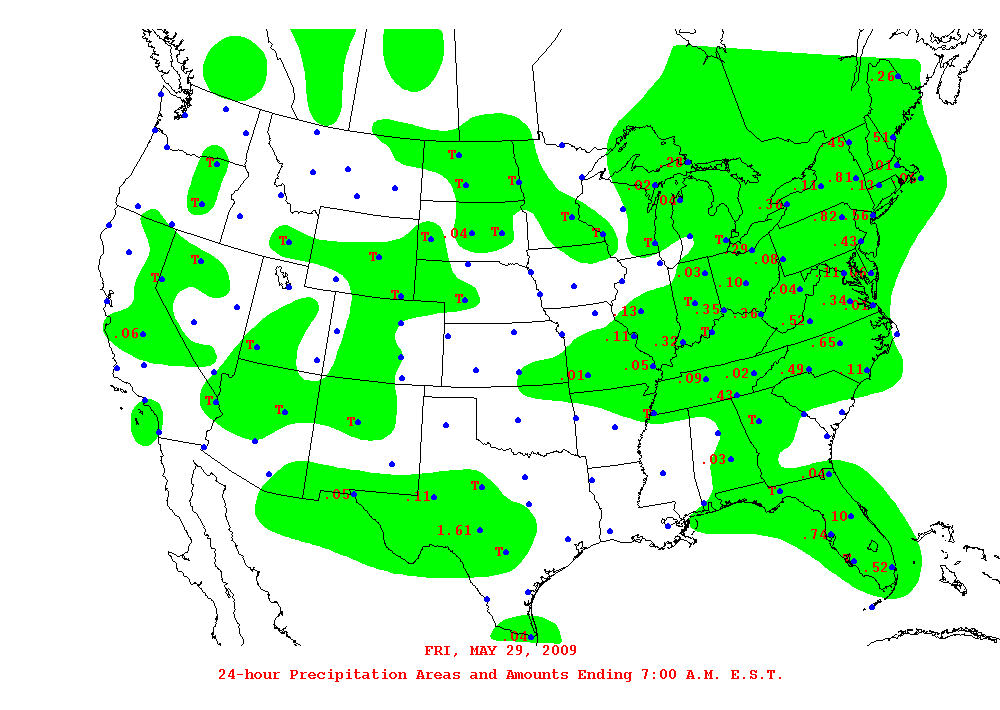 .26
.45 .51
.28 .01
.02 .11 .81 .13
.04 .36
.82 .56
T
T T T
T
T
T T .04 T T T T .29 .43
T T .08
T .03 .11
T T .10 .04
.13 T .35 .36 .34 .01
.06 .11 .32 T .52
T .65
.01 .05 .09 .02 .49 .11
T .43
T T T T
.03
.05 .11 T T .04
1.61 .10
T .74
.52
.04
FRI, MAY 29, 2009
24-hour Precipitation Areas and Amounts Ending 7:00 A.M. E.S.T.